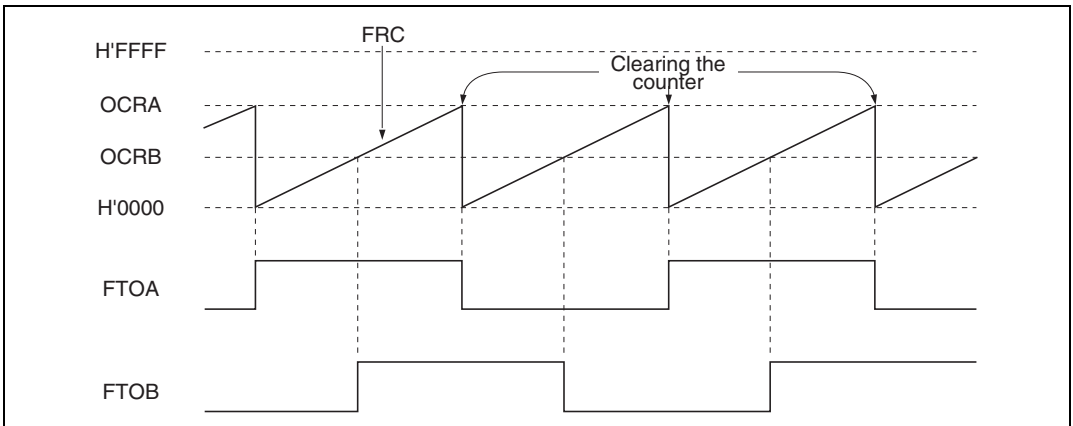 FRC
H'FFFF
Clearing the
counter
OCRA
OCRB
H'0000
FTOA
FTOB